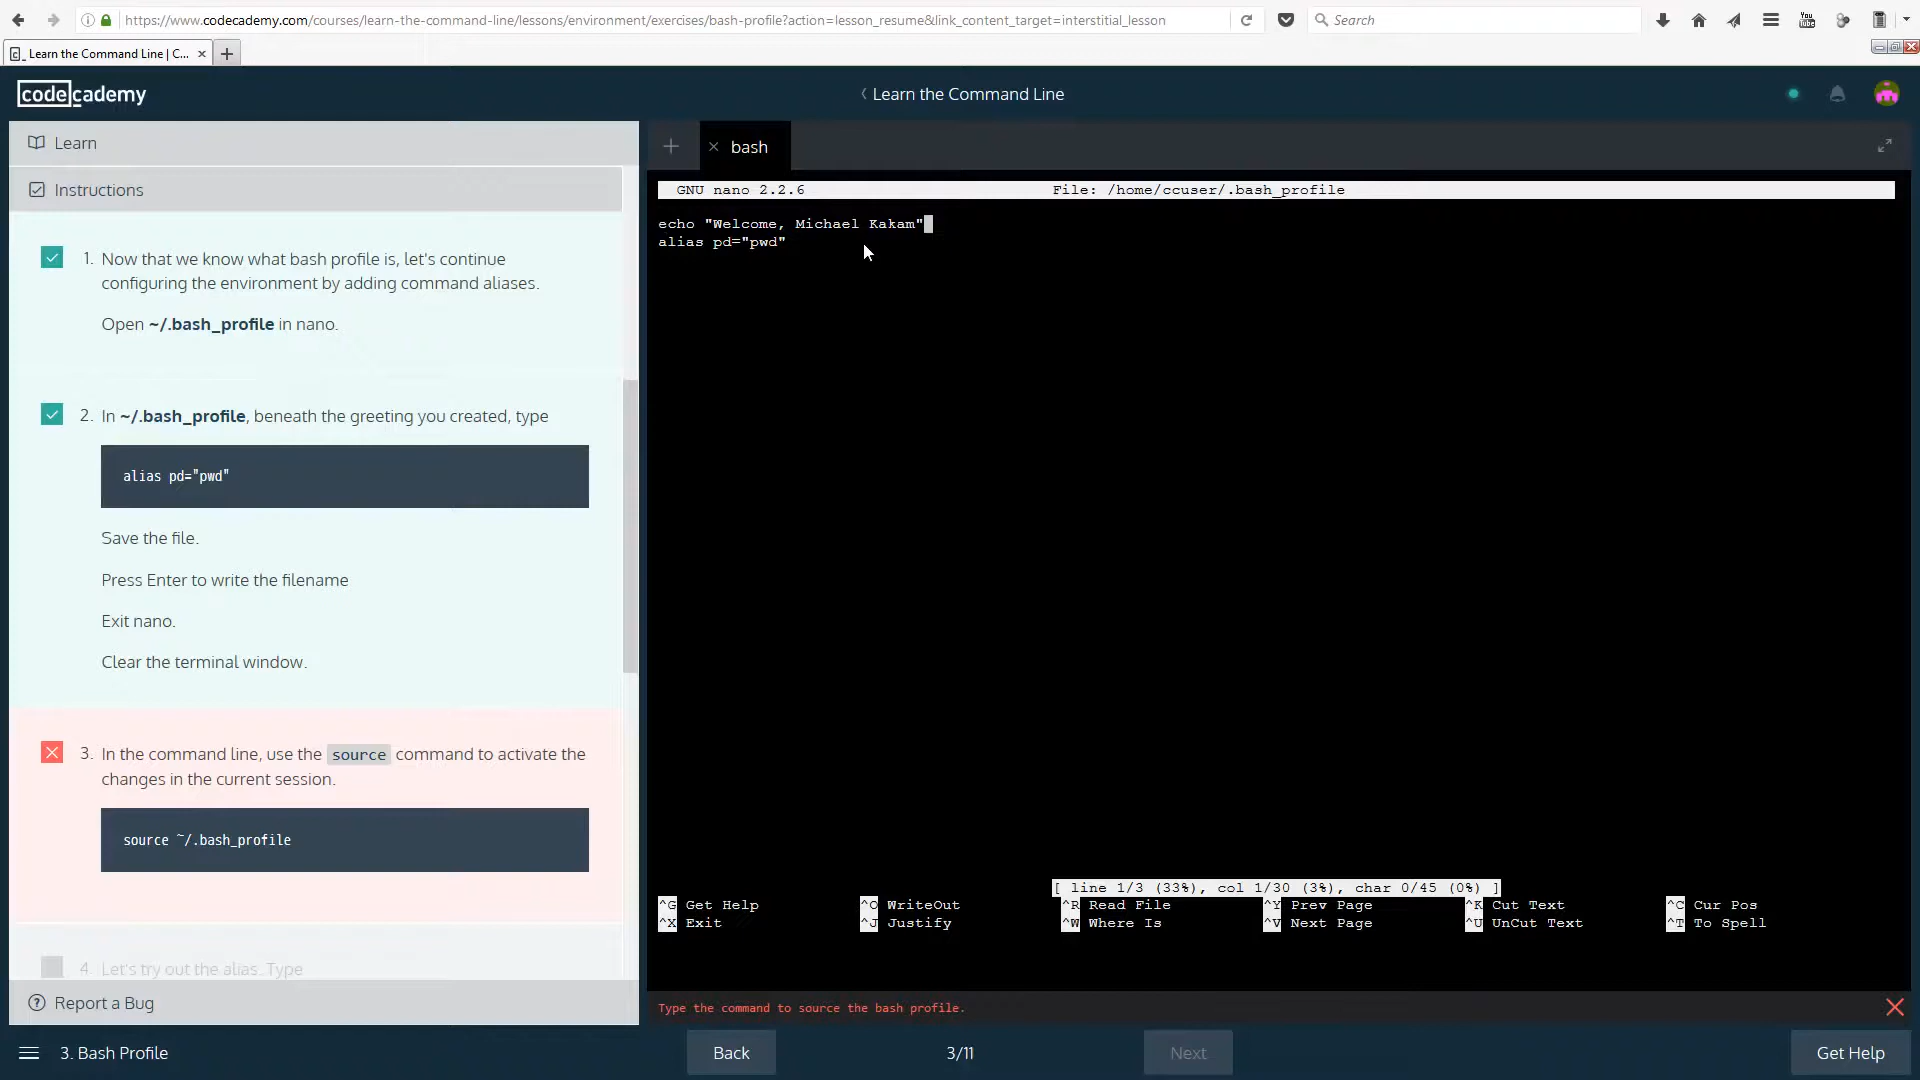 https://www.codecademy.com/courses/learn-the-command-line/lessons/environment/exercises/bash-profile?action=lesson_resume&link_content_target=interstitial_lesson
Search
You
Tube
Learn the Command Line | C...
codecademy
Learn the Command Line
Learn
bash
Instructions
GNU nano 2.2.6 File: /home/ccuser/.bash_profile
echo "Welcome, Michael Kakam"
alias pd="pwd"
1. Now that we know what bash profile is, let's continue
configuring the environment by adding command aliases.
Open ~/.bash_profile in nano.
2. In ~/.bash_profile, beneath the greeting you created, type
alias pd="pwd"
Save the file.
Press Enter to write the filename
Exit nano.
Clear the terminal window.
3. In the command line, use the source command to activate the
changes in the current session.
source ~/.bash_profile
4. Let's try out the alias. Type
Report a Bug
[ line 1/3 (33%), col 1/30 (3%), char 0/45 (0%) ]
^G Get Help ^O WriteOut ^R Read File ^Y Prev Page ^K Cut Text ^C Cur Pos
^X Exit ^J Justify ^W Where Is ^V Next Page ^U UnCut Text ^T To Spell
Type the command to source the bash profile.
3. Bash Profile
Back
3/11
Next
Get Help